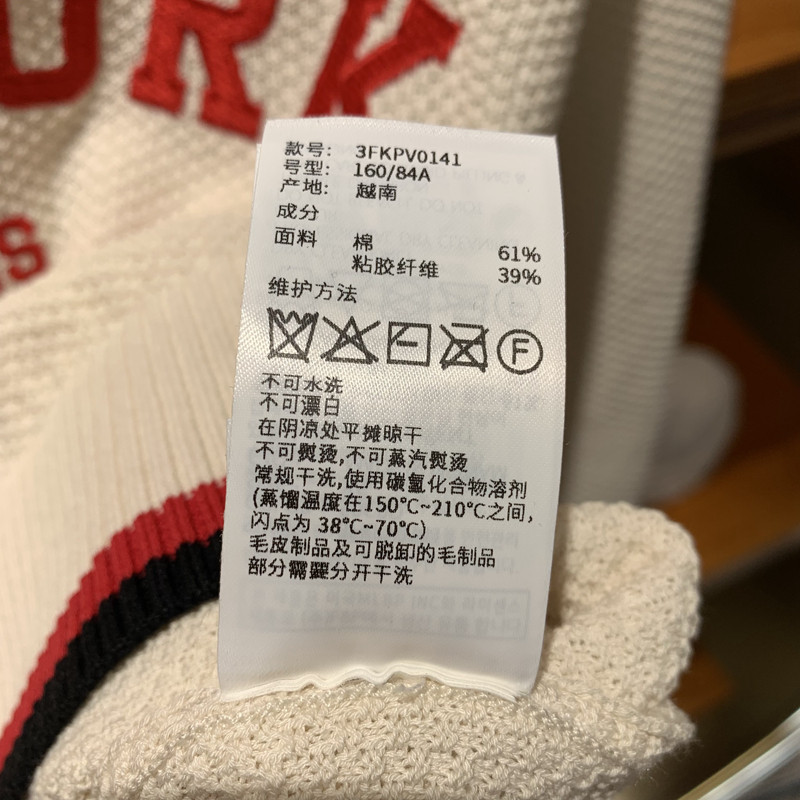 ORK
S
款号: 3FKPV0141
号型: 160/84A
产地: 越南
成分
面料 棉 61%
粘胶纤维 39%
维护方法
F
不可水洗
不可漂白
在阴凉处平摊晾干
不可熨烫,不可蒸汽熨烫
常规干洗,使用碳氢化合物溶剂
(蒸馏温度在150°C~210°C之间,
闪点为 38°C~70°C)
毛皮制品及可脱卸的毛制品
部分需要分开干洗